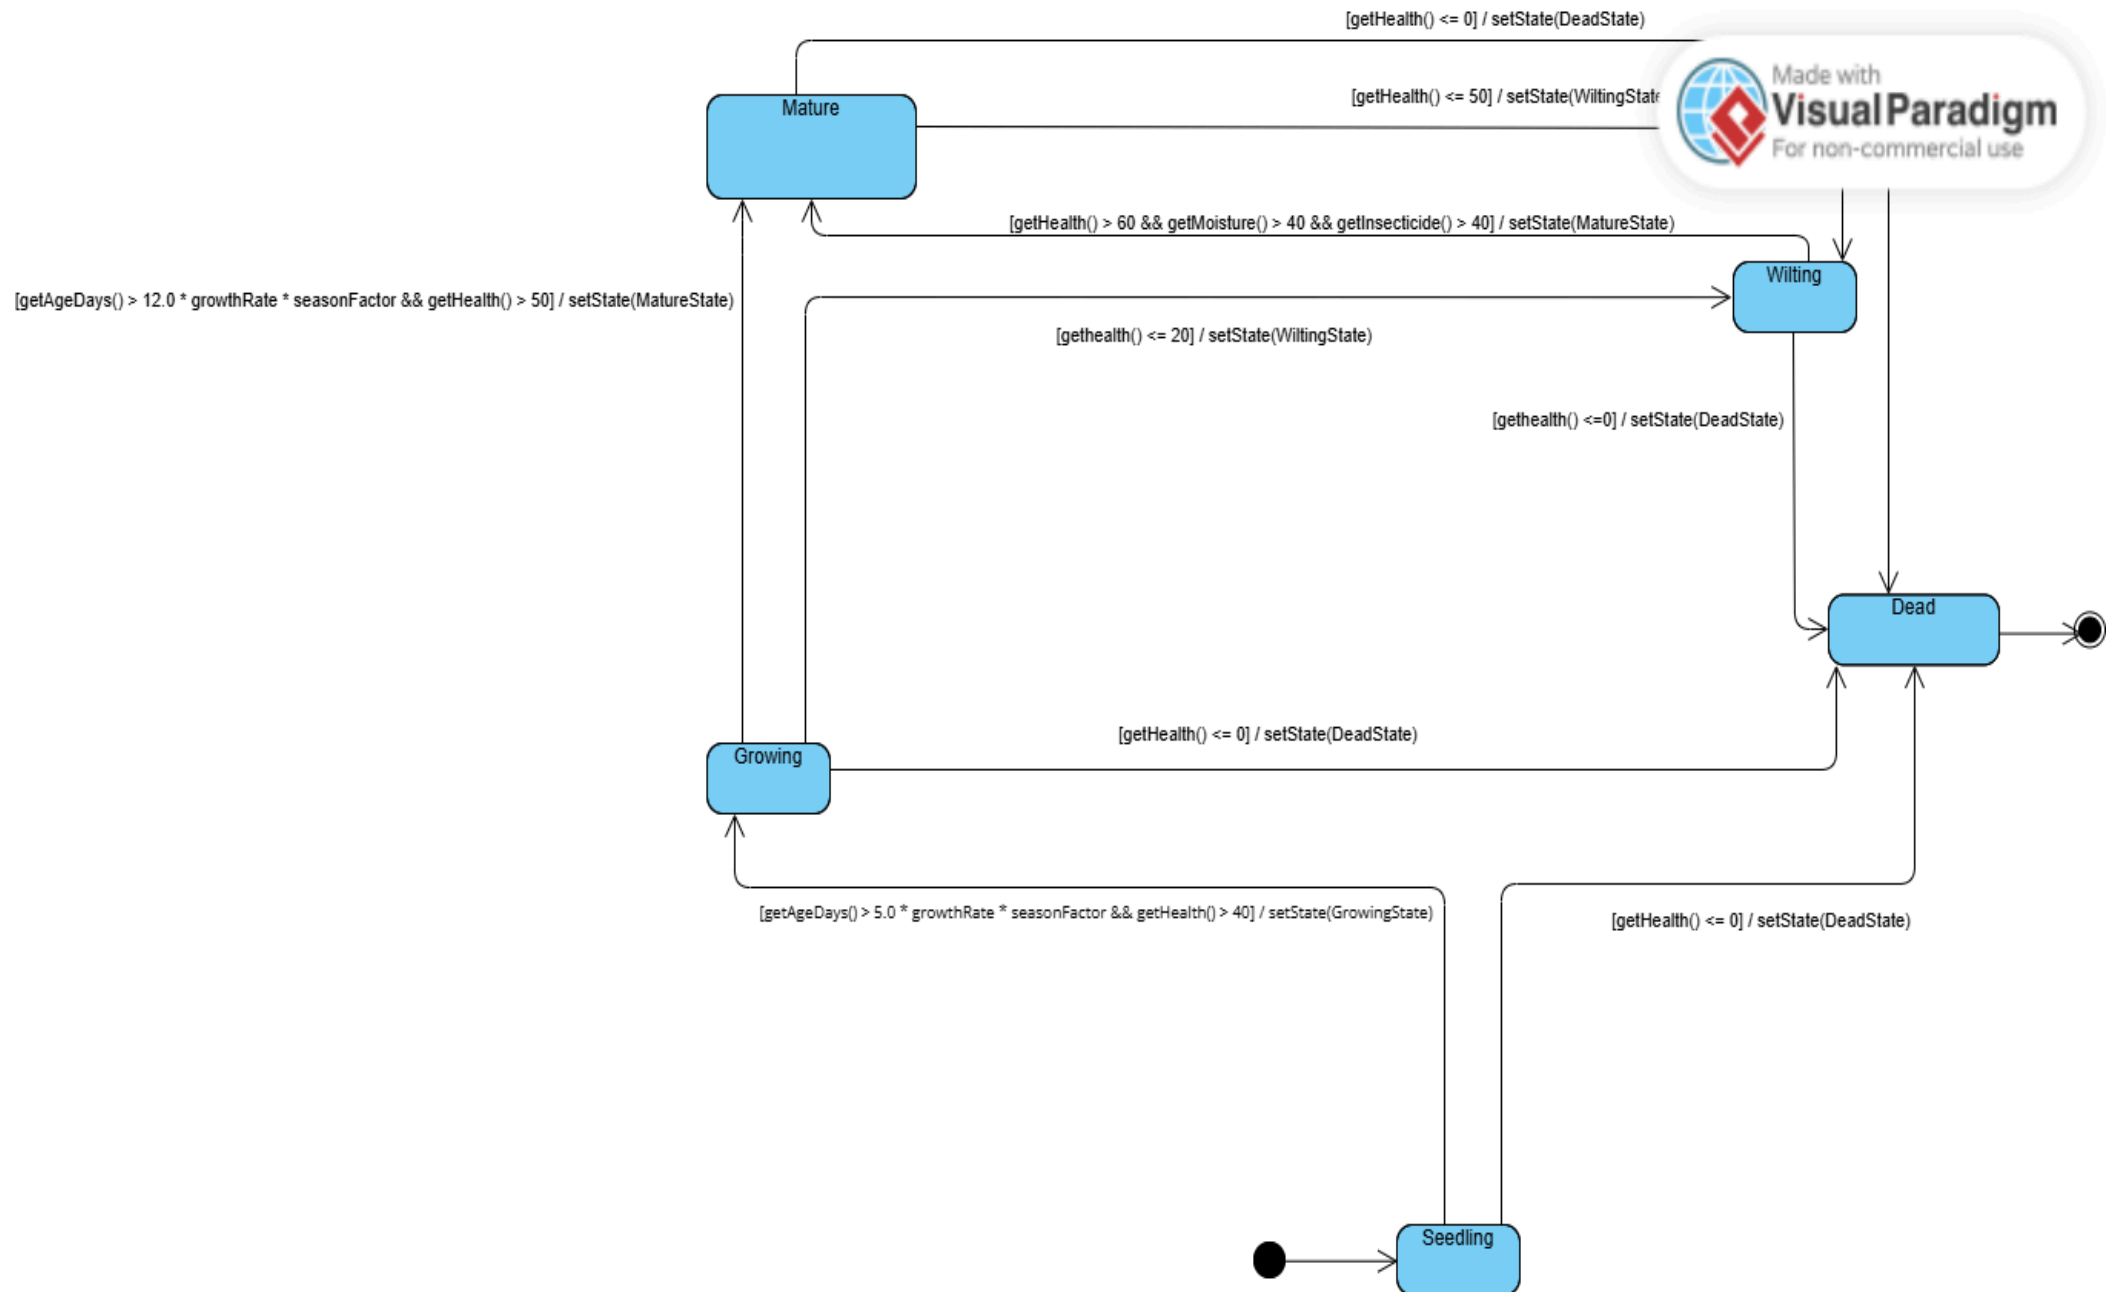 [getHealth() <= 0] / setState(DeadState)
Made with
Visual Paradigm
For non-commercial use
[getHealth() <= 50] / setState(WiltingState
Mature
[getHealth() > 60 && getMoisture() > 40 && getInsecticide() > 40] / setState(MatureState)
Wilting
[getAgeDays() > 12.0 * growthRate * seasonFactor && getHealth() > 50] / setState(MatureState)
[gethealth() <= 20] / setState(WiltingState)
[gethealth() <=0] / setState(DeadState)
Dead
[getHealth() <= 0] / setState(DeadState)
Growing
[getAgeDays() > 5.0 * growthRate * seasonFactor && getHealth() > 40] / setState(GrowingState)
[getHealth() <= 0] / setState(DeadState)
Seedling